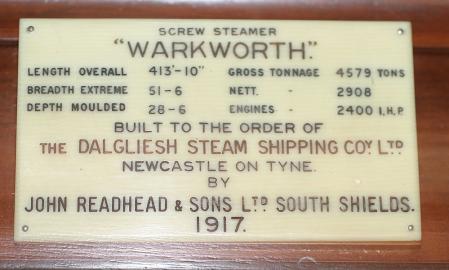 SCREW STEAMER
"WARKWORTH."
LENGTH OVERALL 413'-10" GROSS TONNAGE 4579 TONS
BREADTH EXTREME 51-6 NETT. - 2908
DEPTH MOULDED 28-6 ENGINES - 2400 I.H.P.
BUILT TO THE ORDER OF
THE DALGLIESH STEAM SHIPPING COY. LTD
NEWCASTLE ON TYNE.
BY
JOHN READHEAD & SONS LTD SOUTH SHIELDS.
1917.